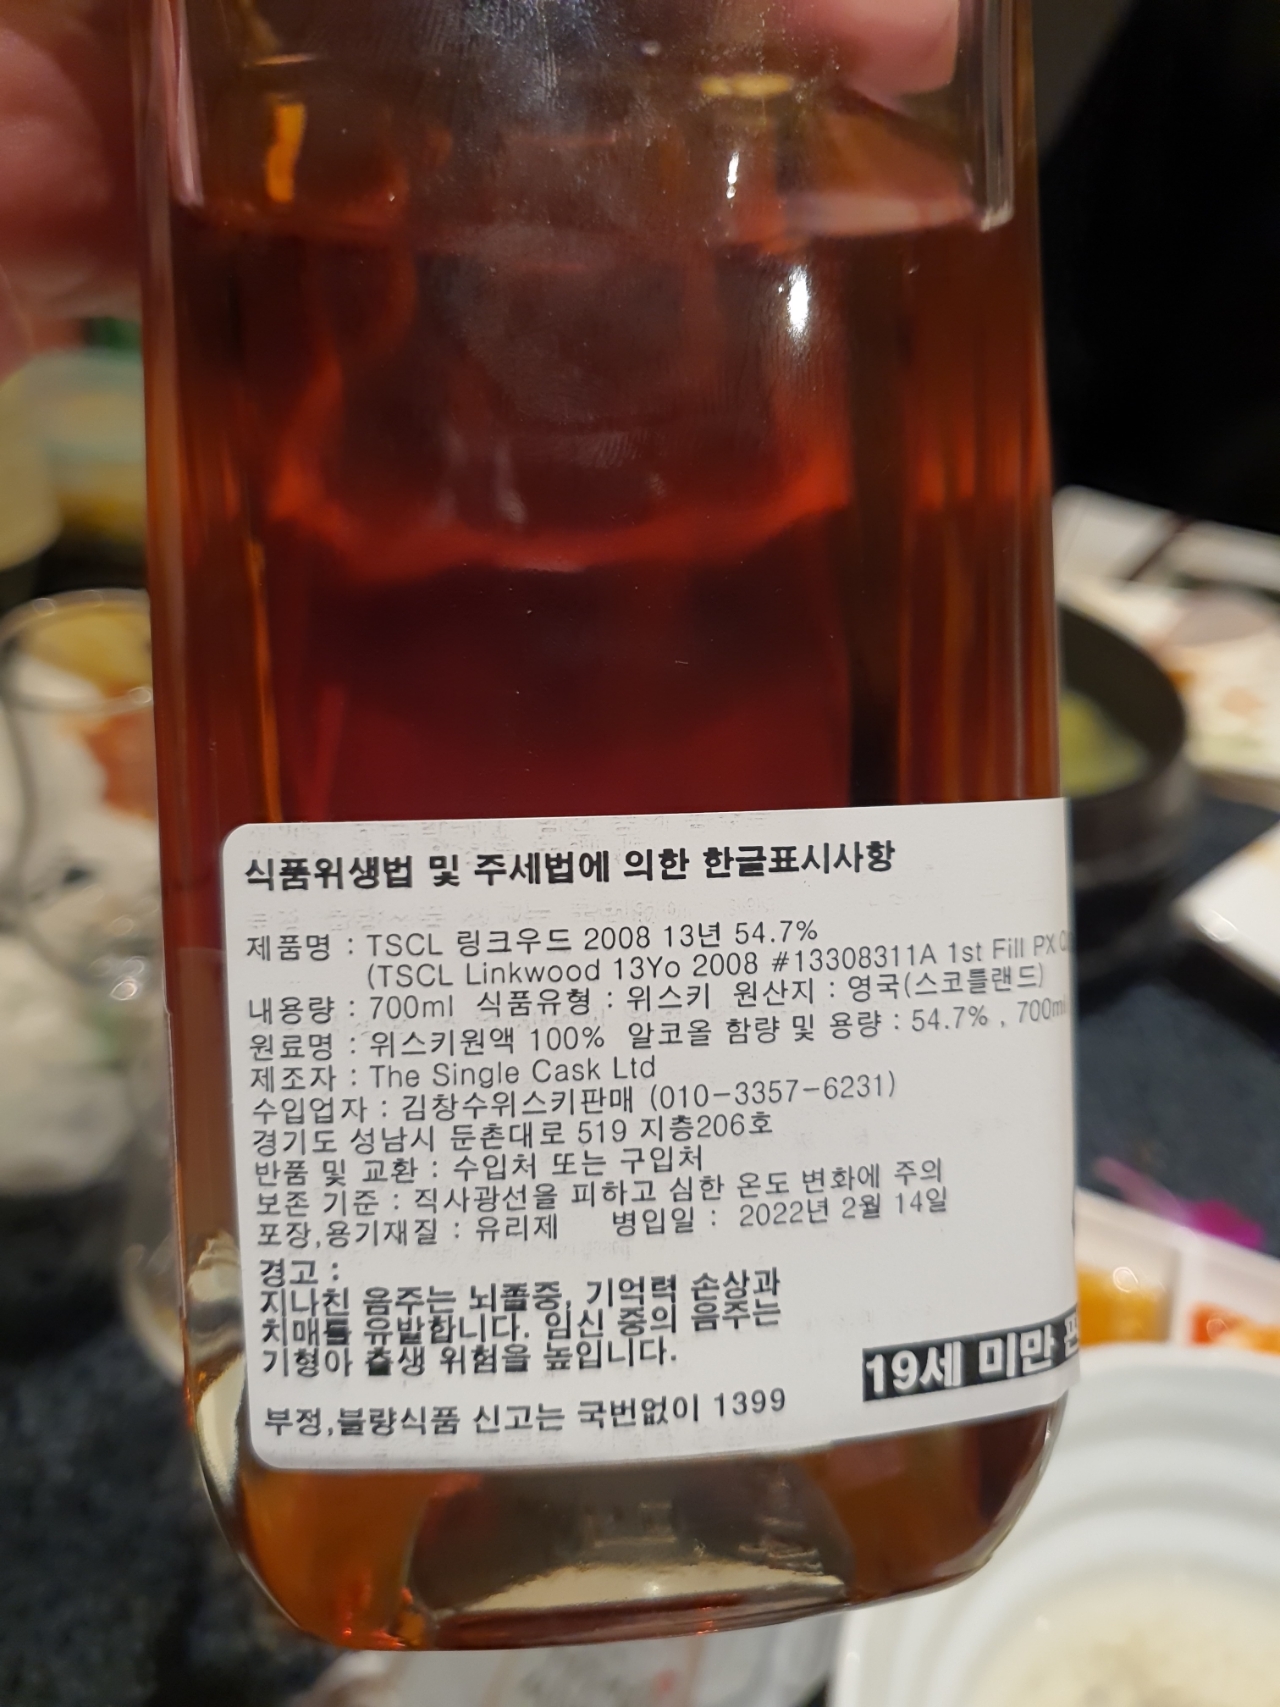 식품위생법 및 주세법에 의한 한글표시사항
제품명 : TSCL 링크우드 2008 13년 54.7%
(TSCL Linkwood 13Yo 2008 #13308311A 1st Fill PX
내용량 : 700ml 식품유형 : 위스키 원산지 : 영국(스코틀랜드)
원료명 : 위스키원액 100% 알코올 함량 및 용량 : 54.7% , 700ml
제조자 : The Single Cask Ltd
수입업자 : 김창수위스키판매 (010-3357-6231)
경기도 성남시 둔촌대로 519 지층206호
반품 및 교환 : 수입처 또는 구입처
보존 기준 : 직사광선을 피하고 심한 온도 변화에 주의
포장,용기재질 : 유리제 병입일 : 2022년 2월 14일
경고 :
지나친 음주는 뇌졸중, 기억력 손상과
치매를 유발합니다. 임신 중의 음주는
기형아 출생 위험을 높입니다.
19세 미만
부정,불량식품 신고는 국번없이 1399